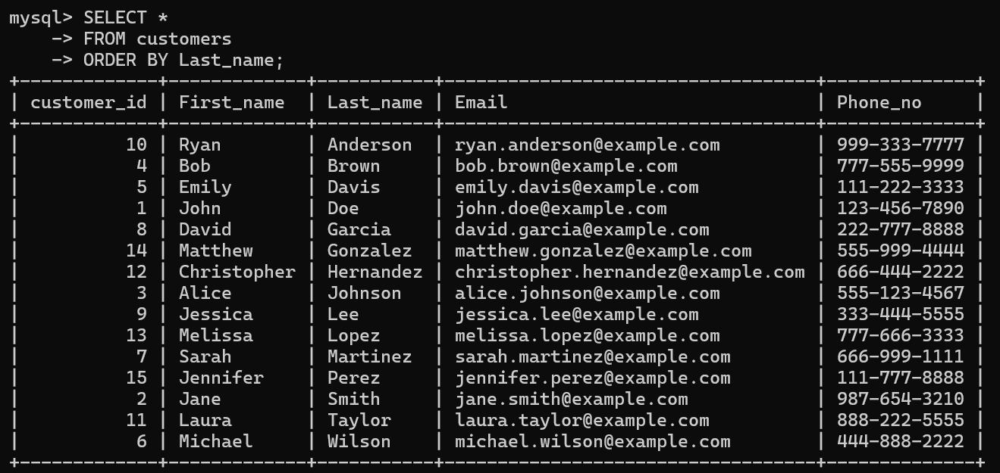 mysql> SELECT *
    -> FROM customers
    -> ORDER BY Last_name;
+-------------+-------------+-----------+-----------------------------------+--------------+
| customer_id | First_name  | Last_name | Email                             | Phone_no     |
+-------------+-------------+-----------+-----------------------------------+--------------+
|          10 | Ryan        | Anderson  | ryan.anderson@example.com         | 999-333-7777 |
|           4 | Bob         | Brown     | bob.brown@example.com             | 777-555-9999 |
|           5 | Emily       | Davis     | emily.davis@example.com           | 111-222-3333 |
|           1 | John        | Doe       | john.doe@example.com              | 123-456-7890 |
|           8 | David       | Garcia    | david.garcia@example.com          | 222-777-8888 |
|          14 | Matthew     | Gonzalez  | matthew.gonzalez@example.com      | 555-999-4444 |
|          12 | Christopher | Hernandez | christopher.hernandez@example.com | 666-444-2222 |
|           3 | Alice       | Johnson   | alice.johnson@example.com         | 555-123-4567 |
|           9 | Jessica     | Lee       | jessica.lee@example.com           | 333-444-5555 |
|          13 | Melissa     | Lopez     | melissa.lopez@example.com         | 777-666-3333 |
|           7 | Sarah       | Martinez  | sarah.martinez@example.com        | 666-999-1111 |
|          15 | Jennifer    | Perez     | jennifer.perez@example.com        | 111-777-8888 |
|           2 | Jane        | Smith     | jane.smith@example.com            | 987-654-3210 |
|          11 | Laura       | Taylor    | laura.taylor@example.com          | 888-222-5555 |
|           6 | Michael     | Wilson    | michael.wilson@example.com        | 444-888-2222 |
+-------------+-------------+-----------+-----------------------------------+--------------+